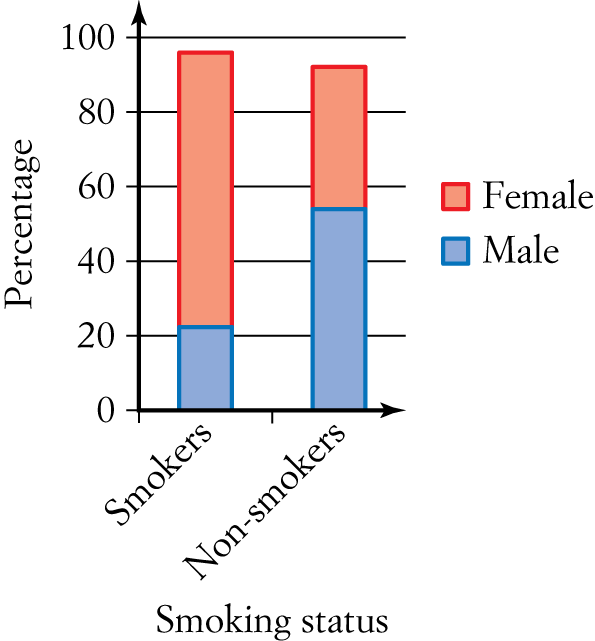 Percentage
100
80
60
40
20
0
Smokers
Non-smokers
Smoking status
Female
Male